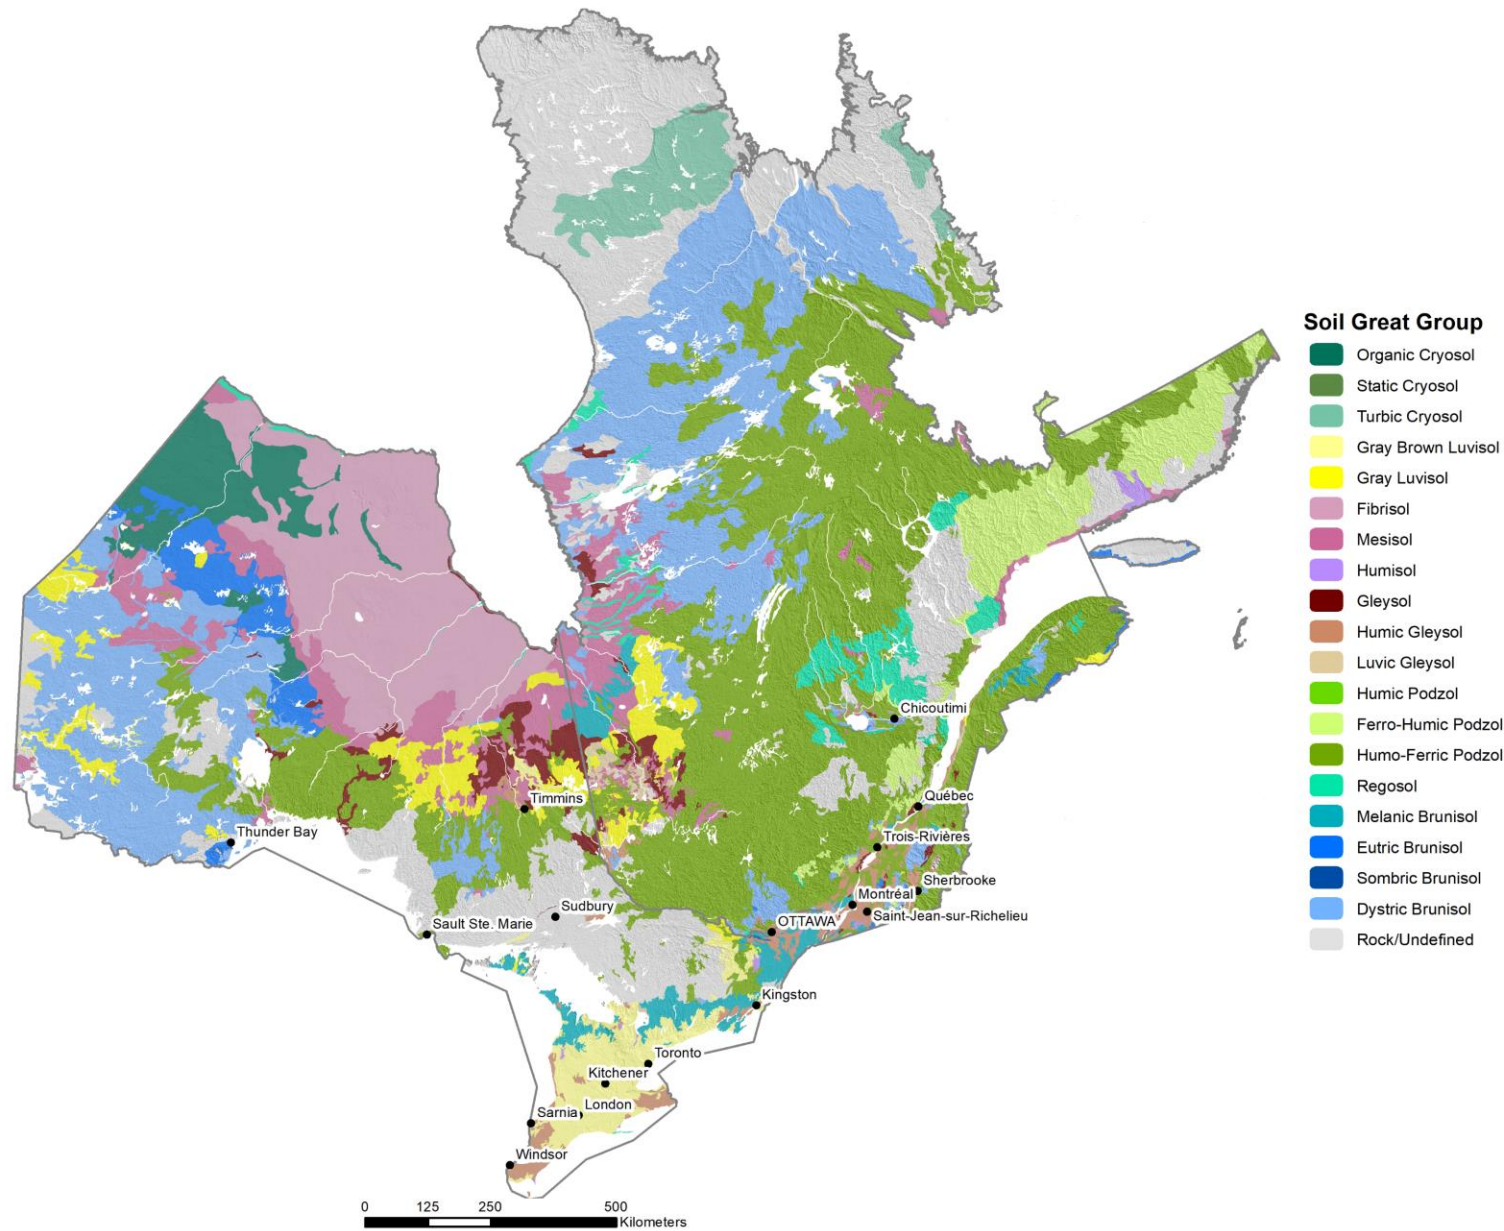 Soil Great Group
Organic Cryosol
Static Cryosol
Turbic Cryosol
Gray Brown Luvisol
Gray Luvisol
Fibrisol
Mesisol
Humisol
Gleysol
Humic Gleysol
Luvic Gleysol
Humic Podzol
Ferro-Humic Podzol
Humo-Ferric Podzol
Regosol
Melanic Brunisol
Eutric Brunisol
Sombric Brunisol
Dystric Brunisol
Rock/Undefined
Chicoutimi
Timmins
Québec
Thunder Bay
Trois-Rivières
Sherbrooke
Montréal
Sudbury
OTTAWA
Saint-Jean-sur-Richelieu
Sault Ste. Marie
Kingston
Toronto
Kitchener
Sarnia
London
Windsor
0 125 250 500
Kilometers